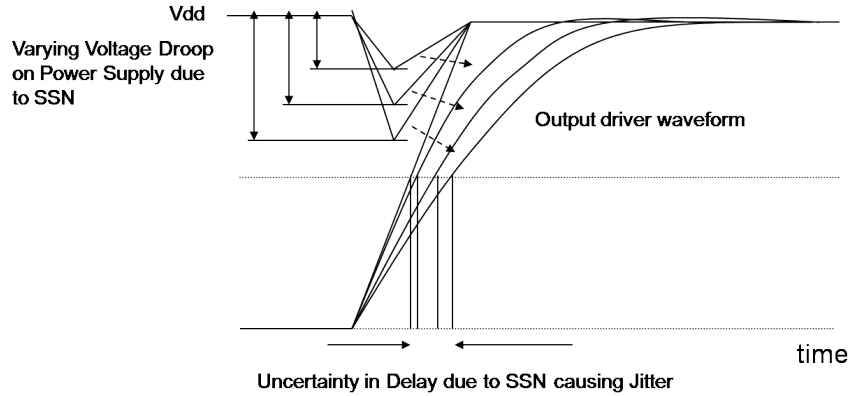 Vdd
Varying Voltage Droop
on Power Supply due
to SSN
Output driver waveform
time
Uncertainty in Delay due to SSN causing Jitter